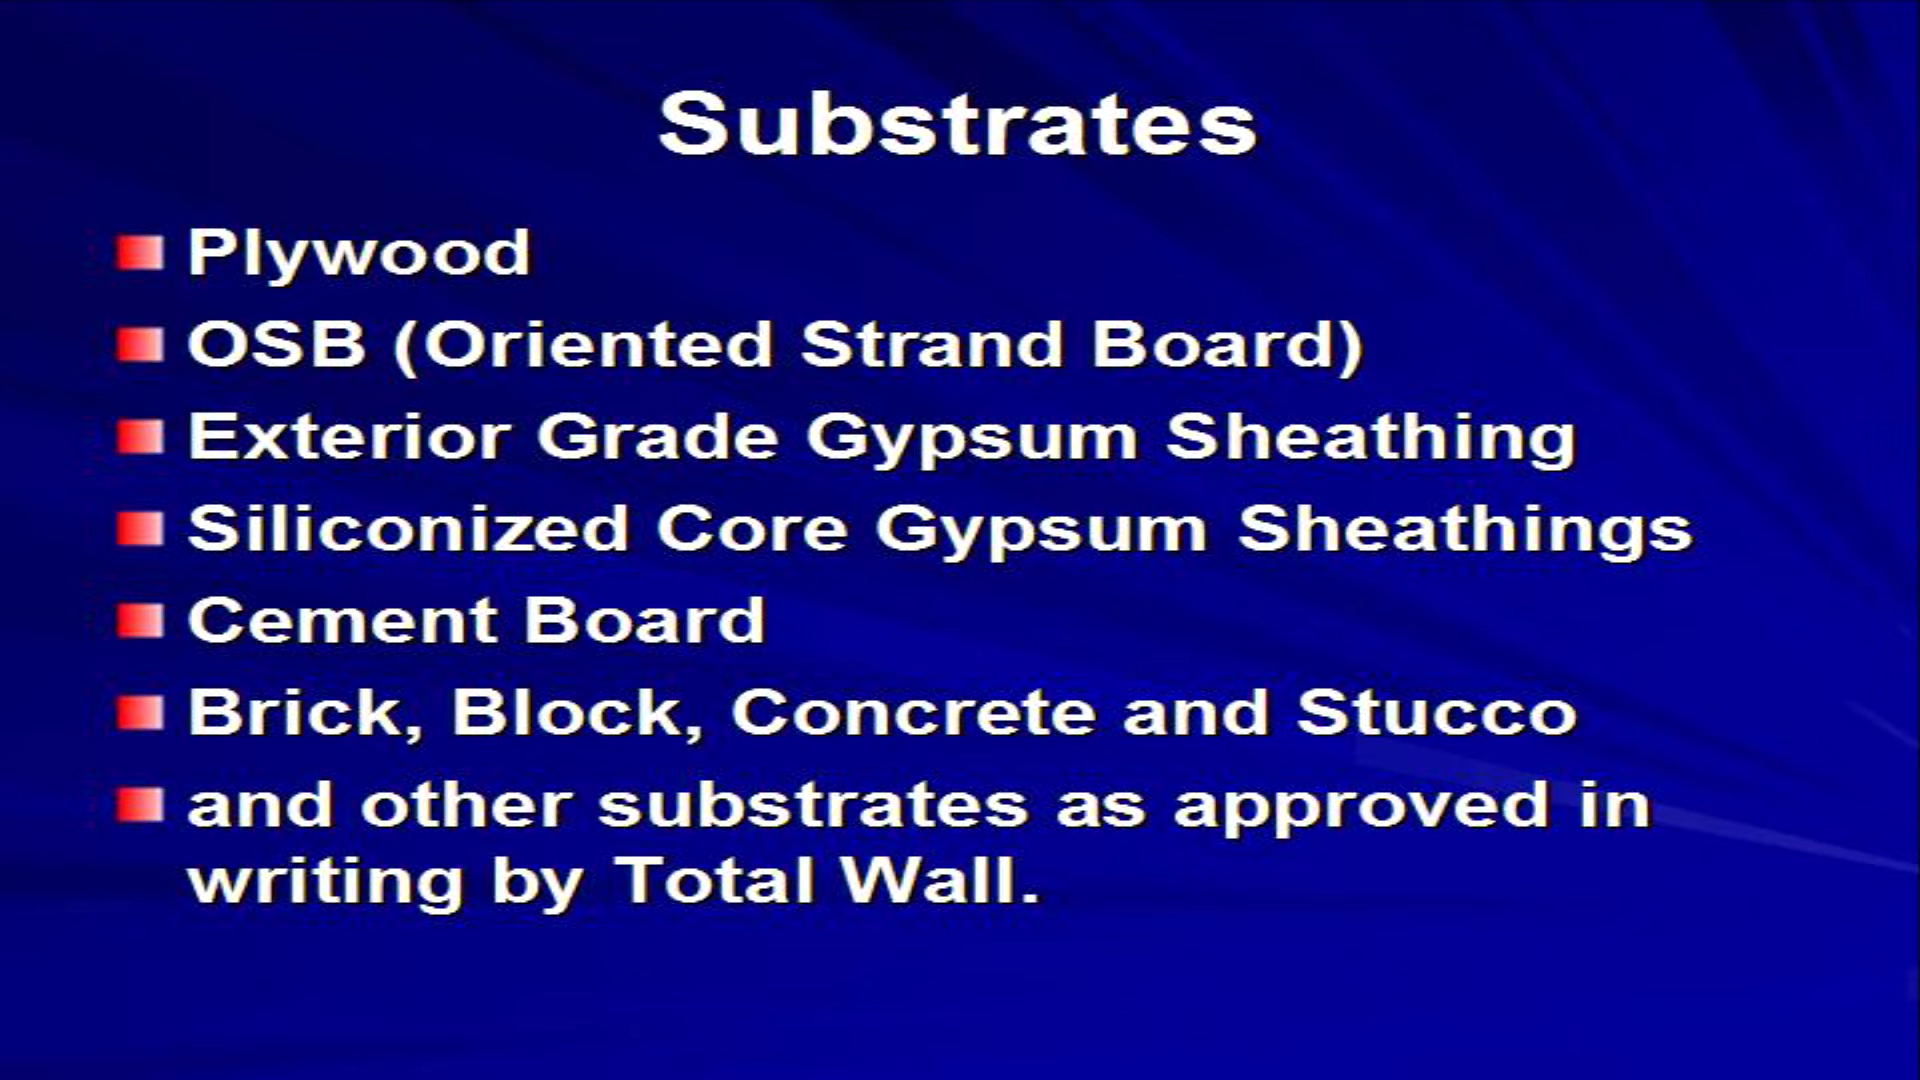 Substrates
Plywood
OSB (Oriented Strand Board)
Exterior Grade Gypsum Sheathing
Siliconized Core Gypsum Sheathings
Cement Board
Brick, Block, Concrete and Stucco
and other substrates as approved in
writing by Total Wall.